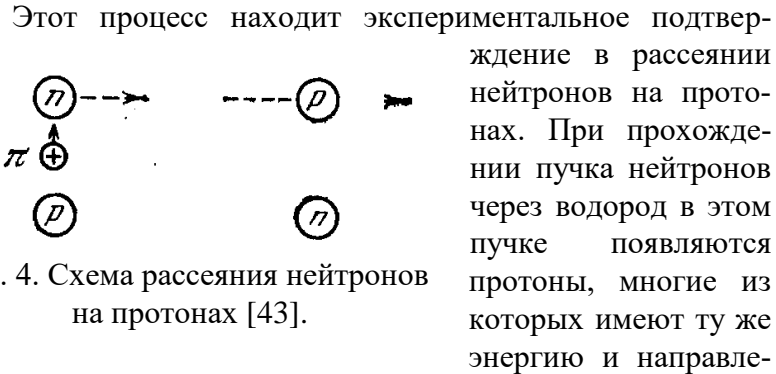 Этот процесс находит экспериментальное подтвер-
ждение в рассеянии
нейтронов на прото-
нах. При прохожде-
нии пучка нейтронов
через водород в этом
пучке появляются
протоны, многие из
которых имеют ту же
энергию и направле-
n p
π +
p n
. 4. Схема рассеяния нейтронов
на протонах [43].